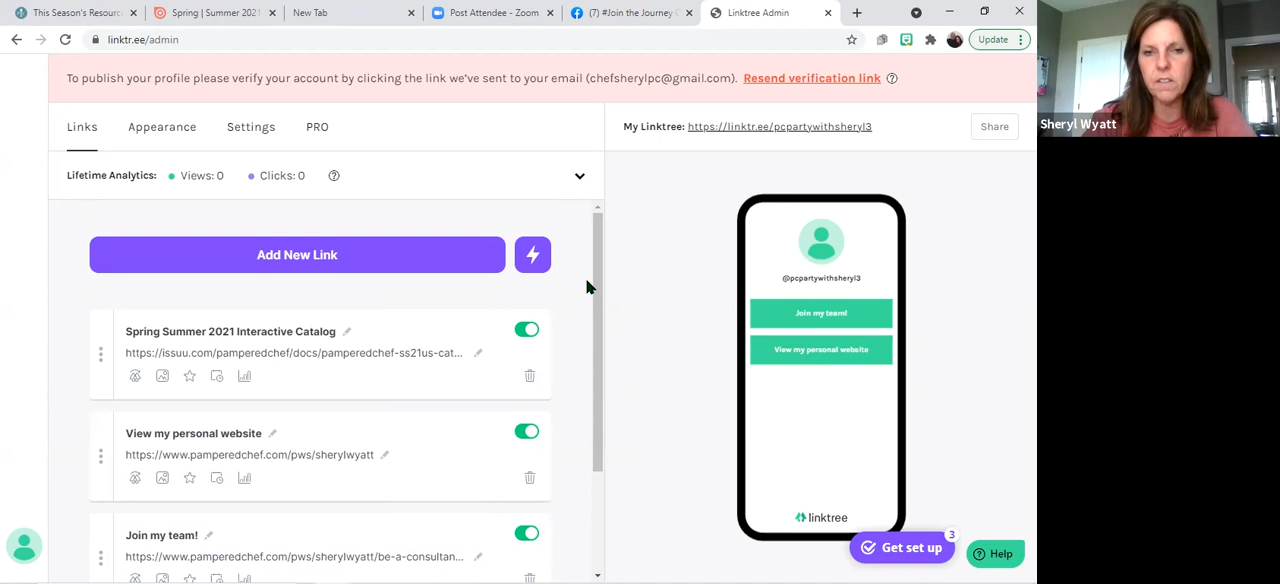 This Season's Resourc
Spring | Summer 2021
New Tab
Post Attendee - Zoom
(7) #Join the Journey C
Linktree Admin
linktr.ee/admin
Update
To publish your profile please verify your account by clicking the link we've sent to your email (chefsherylpc@gmail.com). Resend verification link
Links Appearance Settings PRO
My Linktree: https://linktr.ee/pcpartywithsheryl3
Share
Sheryl Wyatt
Lifetime Analytics: Views: 0 Clicks: 0
Add New Link
Spring Summer 2021 Interactive Catalog
https://issuu.com/pamperedchef/docs/pamperedchef-ss21us-cat...
View my personal website
https://www.pamperedchef.com/pws/sherylwyatt
Join my team!
https://www.pamperedchef.com/pws/sherylwyatt/be-a-consultan...
@pcpartywithsheryl3
Join my team!
View my personal website
linktree
Get set up
3
Help